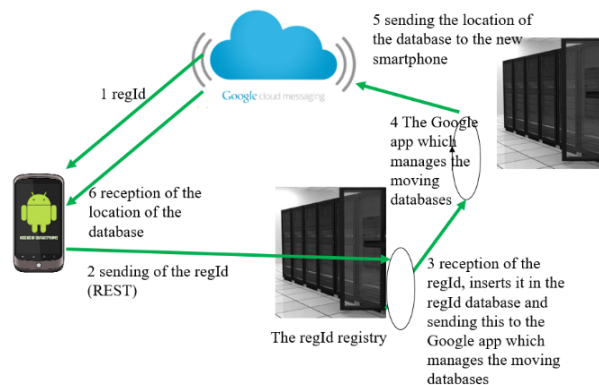 5 sending the location of
the database to the new
smartphone
Google cloud messaging
1 regId
4 The Google
app which
manages the
moving
databases
6 reception of the
location of the
database
2 sending of the regId
(REST)
3 reception of the
regId, inserts it in the
regId database and
sending this to the
Google app which
manages the moving
databases
The regId registry